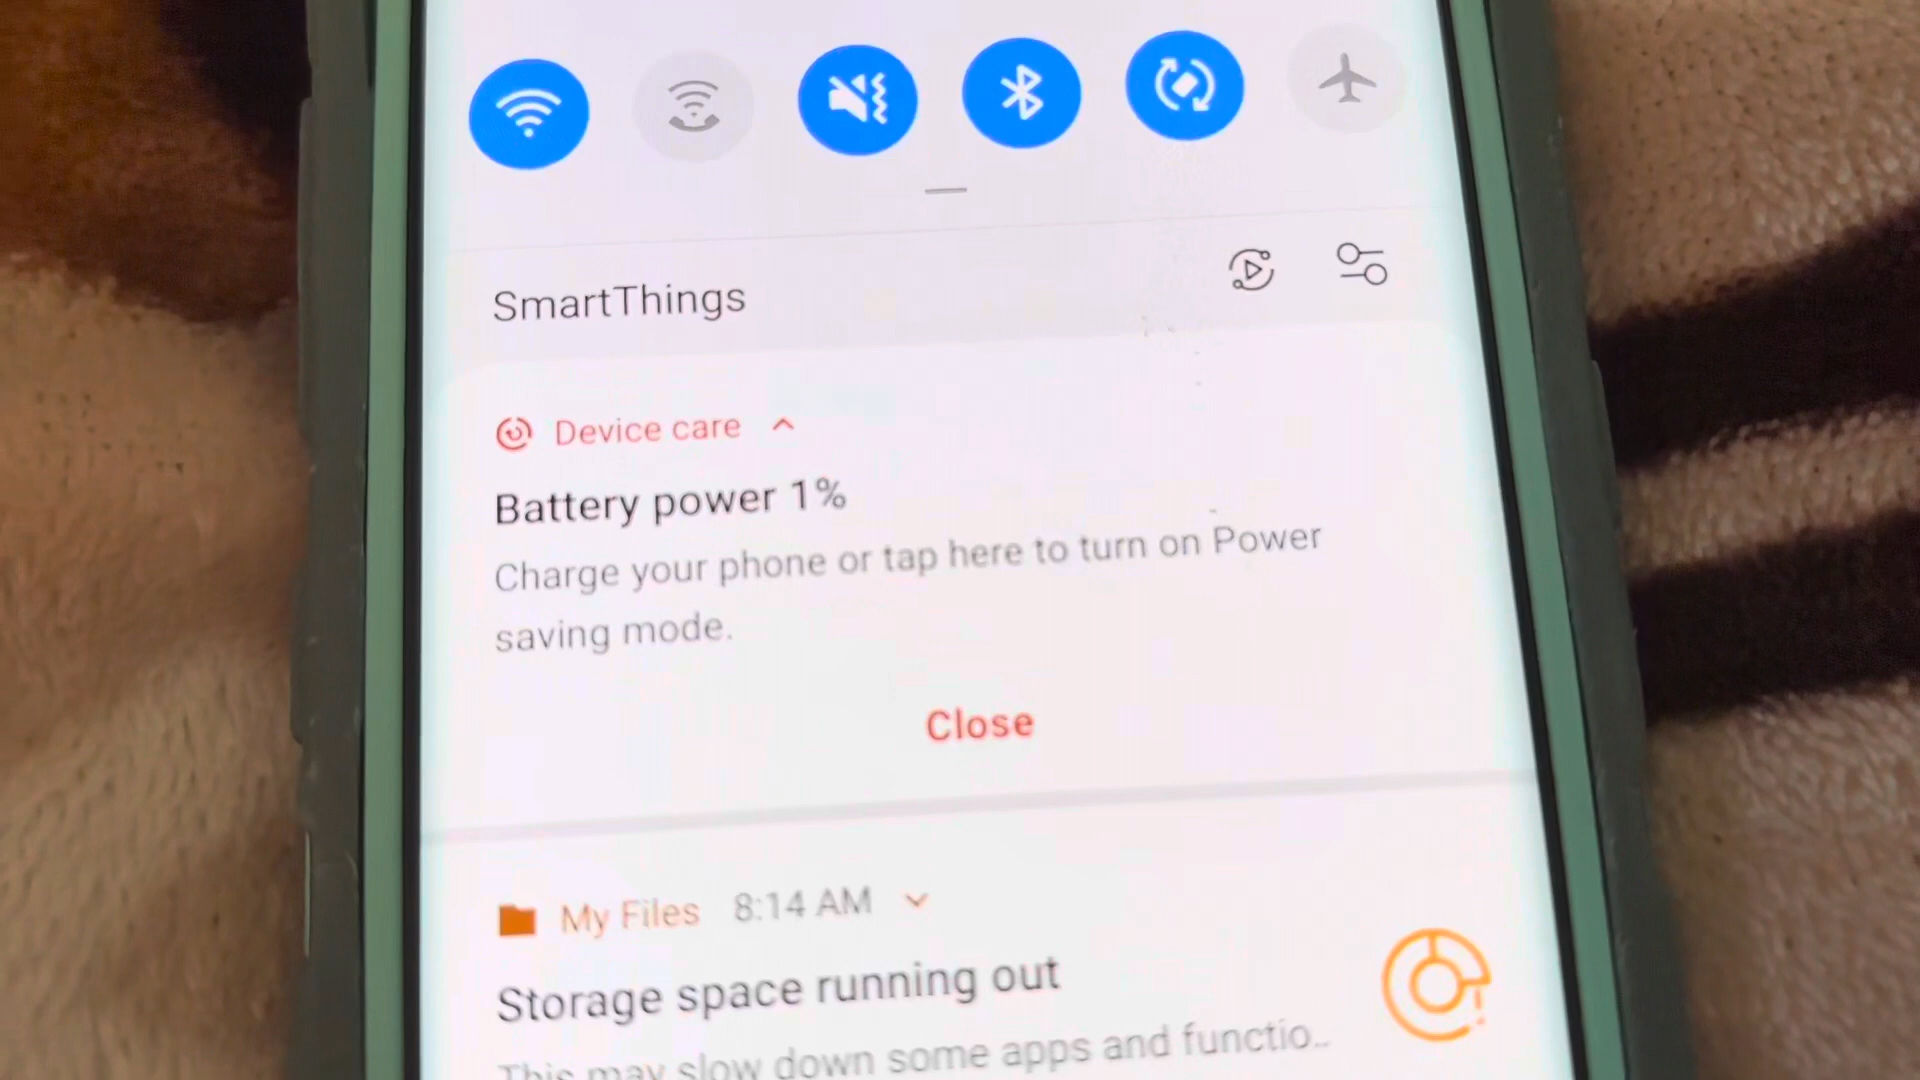 SmartThings
Device care
Battery power 1%
Charge your phone or tap here to turn on Power
saving mode.
Close
My Files 8:14 AM
Storage space running out
This may slow down some apps and functio..